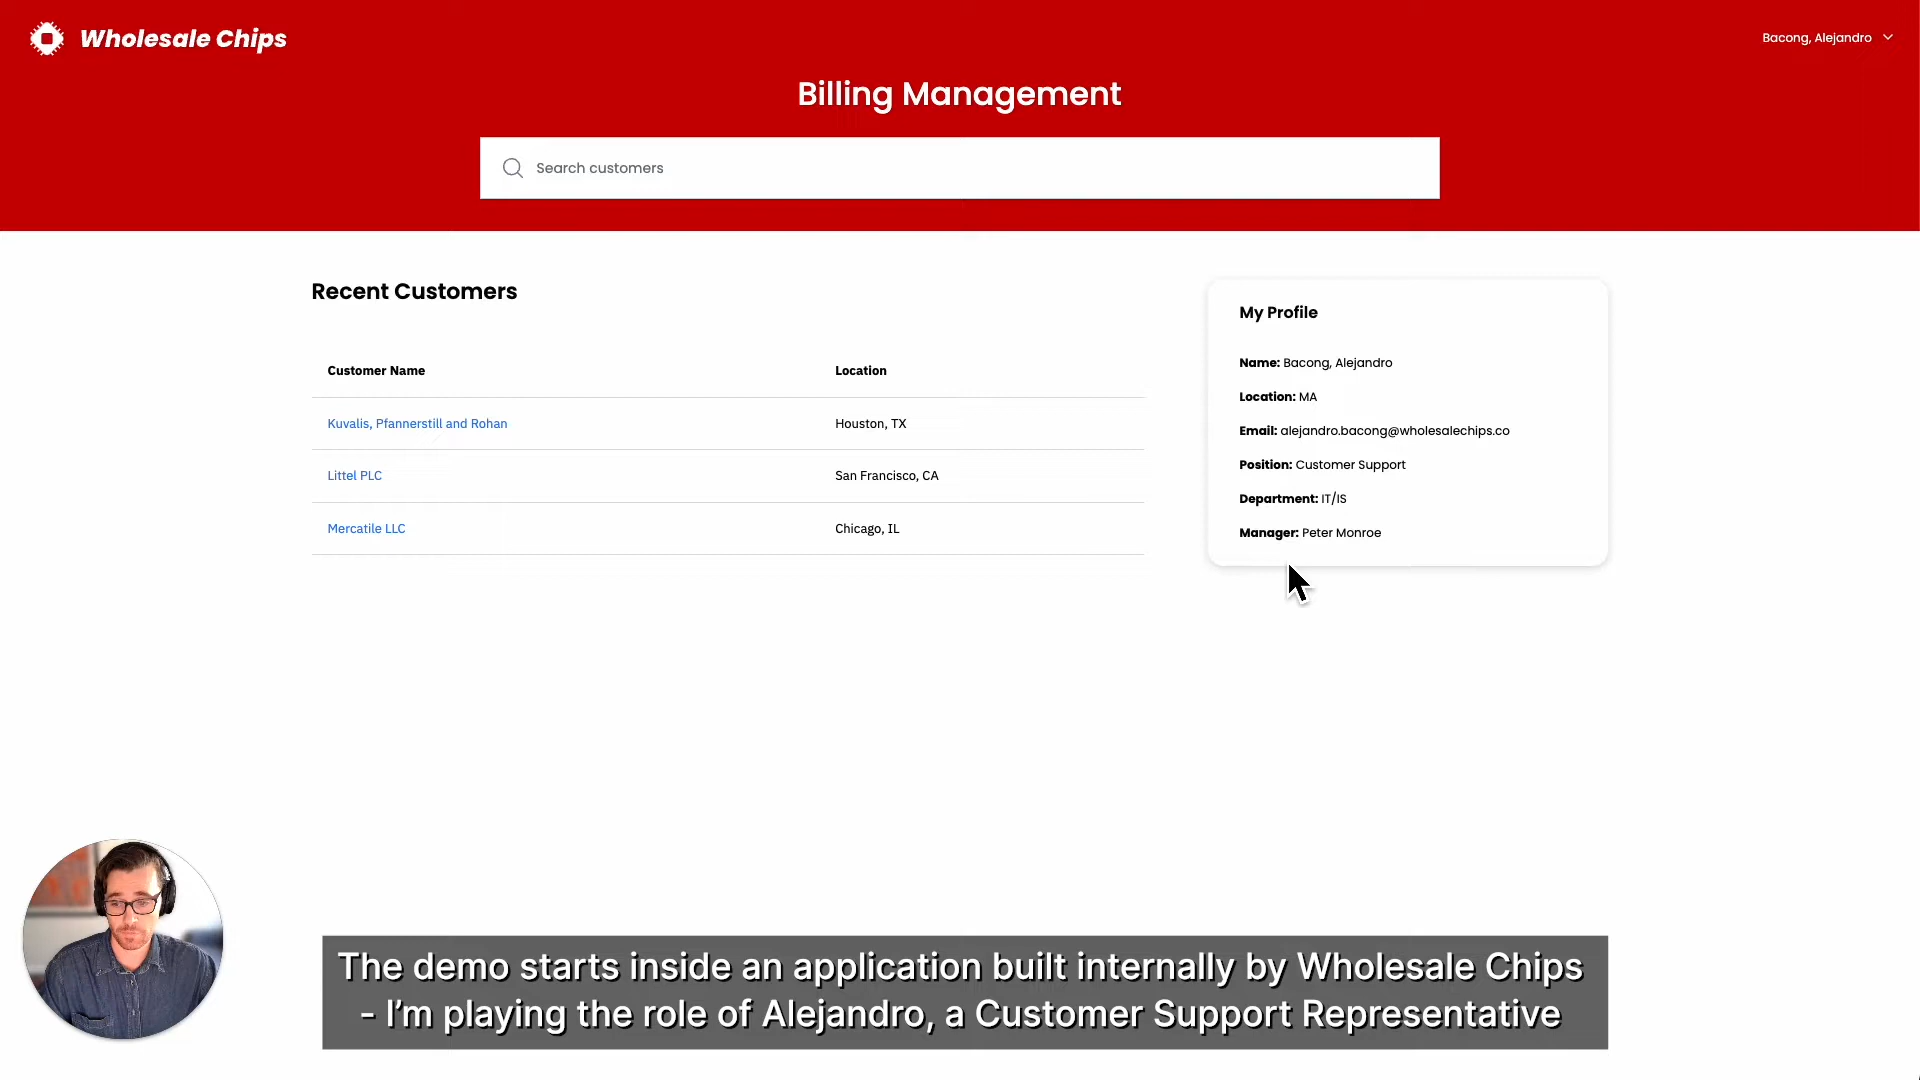 Wholesale Chips
Bacong, Alejandro
Billing Management
Search customers
Recent Customers
Customer Name Location
Kuvalis, Pfannerstill and Rohan Houston, TX
Littel PLC San Francisco, CA
Mercatile LLC Chicago, IL
My Profile
Name: Bacong, Alejandro
Location: MA
Email: alejandro.bacong@wholesalechips.co
Position: Customer Support
Department: IT/IS
Manager: Peter Monroe
The demo starts inside an application built internally by Wholesale Chips
- I'm playing the role of Alejandro, a Customer Support Representative